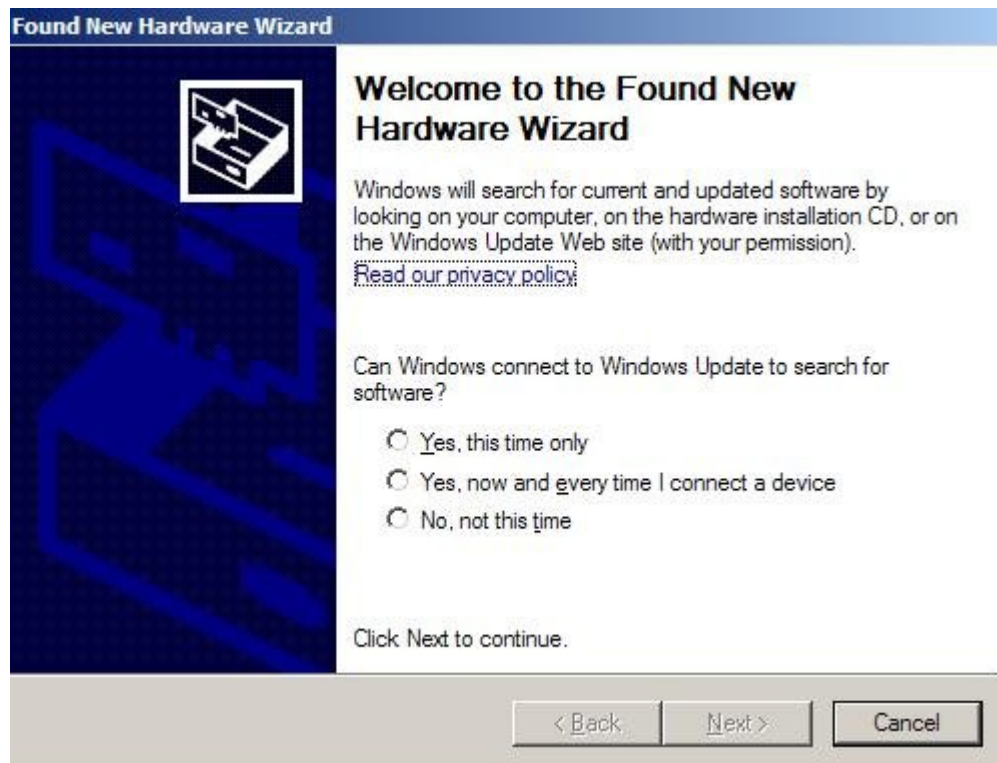 Found New Hardware Wizard
Welcome to the Found New
Hardware Wizard
Windows will search for current and updated software by
looking on your computer, on the hardware installation CD, or on
the Windows Update Web site (with your permission).
Read our privacy policy
Can Windows connect to Windows Update to search for
software?
Yes, this time only
Yes, now and every time I connect a device
No, not this time
Click Next to continue.
< Back Next > Cancel